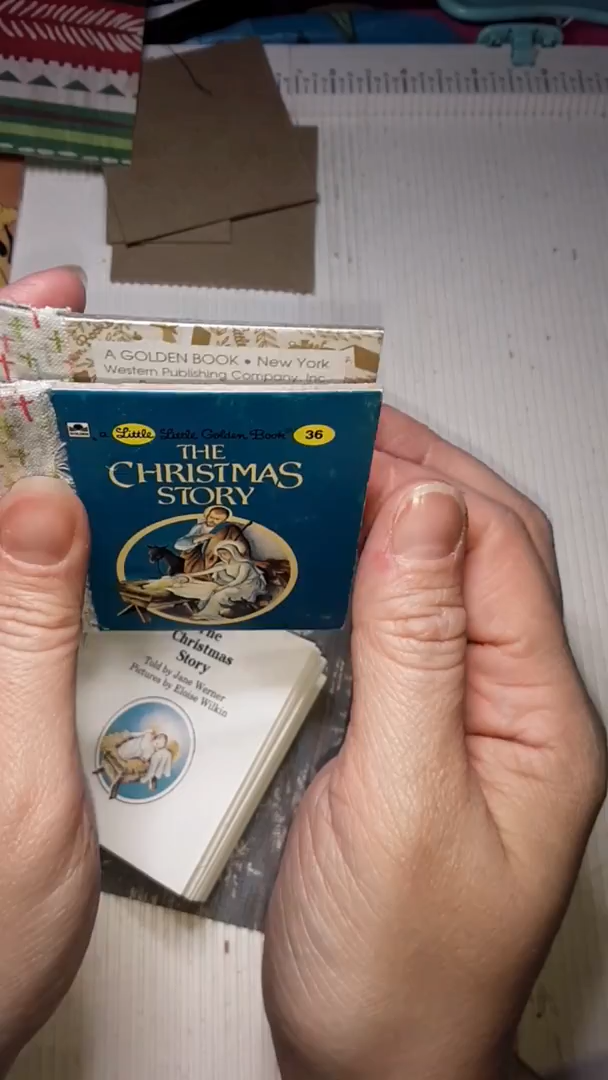 A GOLDEN BOOK • New York
Western Publishing Company, Inc.
a Little Little Golden Book® 36
THE
CHRISTMAS
STORY
The
Christmas
Story
Told by Jane Werner
Pictures by Eloise Wilkin